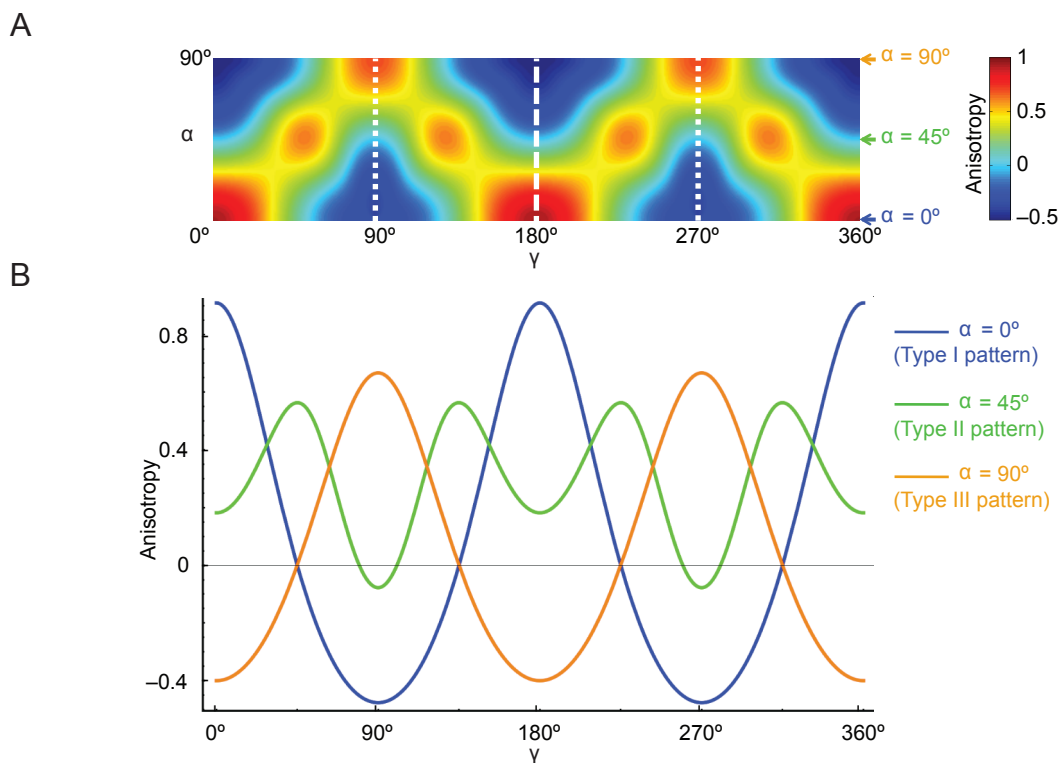 A
90º
α
0º
90º
180º
270º
360º
γ
α = 90º
α = 45º
α = 0º
Anisotropy
1
0.5
0
–0.5
B
Anisotropy
0.8
0.4
0
–0.4
0º
90º
180º
270º
360º
γ
α = 0º
(Type I pattern)
α = 45º
(Type II pattern)
α = 90º
(Type III pattern)